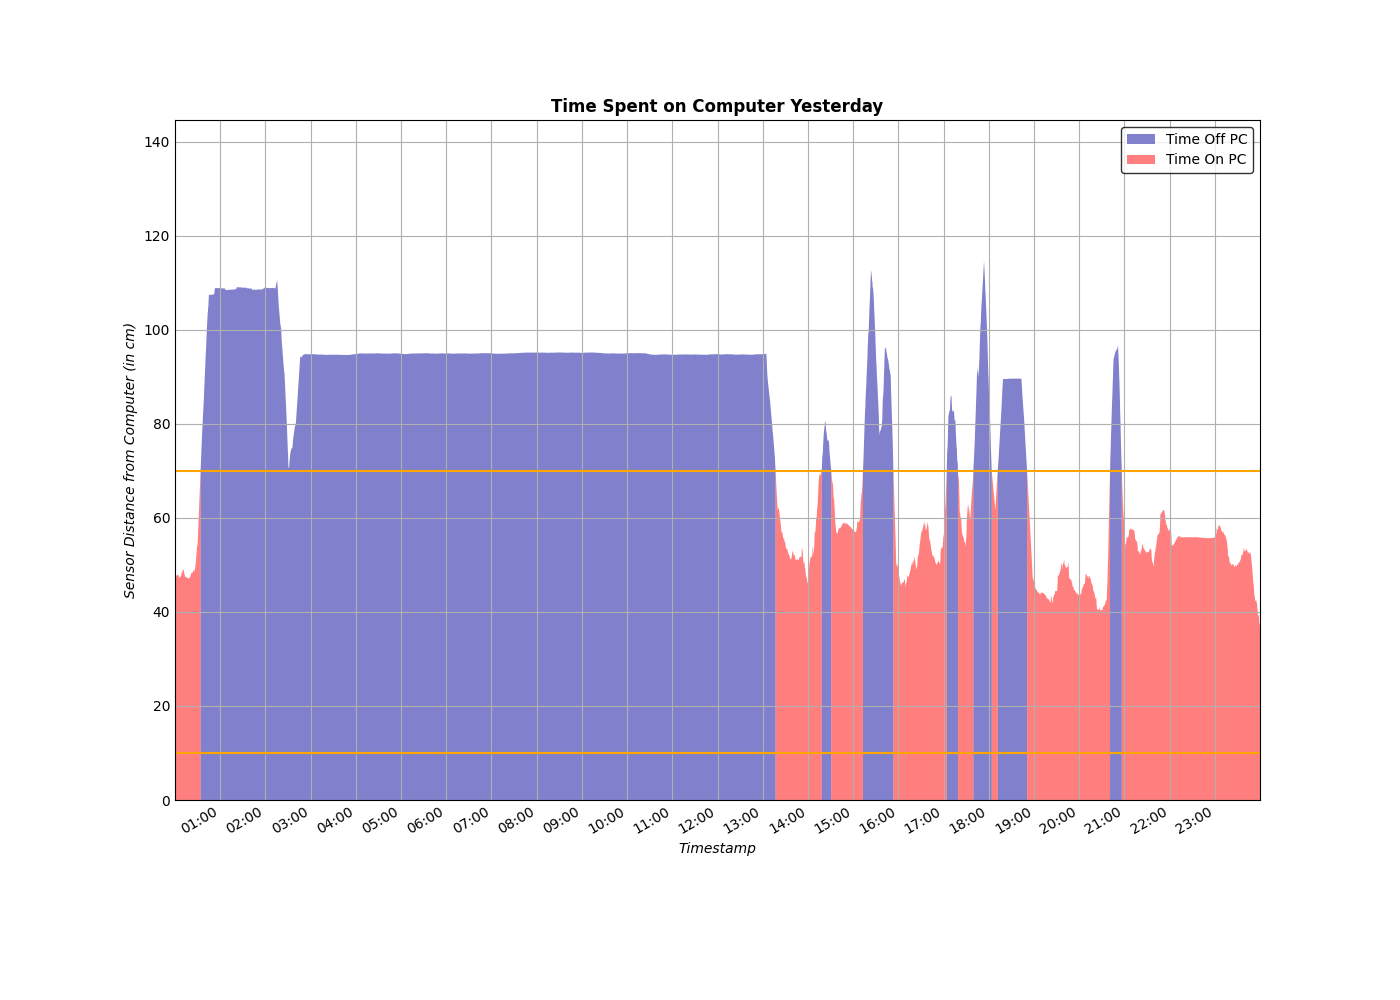 Time Spent on Computer Yesterday
Time Off PC
Time On PC
Sensor Distance from Computer (in cm)
140
120
100
80
60
40
20
0
01:00 02:00 03:00 04:00 05:00 06:00 07:00 08:00 09:00 10:00 11:00 12:00 13:00 14:00 15:00 16:00 17:00 18:00 19:00 20:00 21:00 22:00 23:00
Timestamp